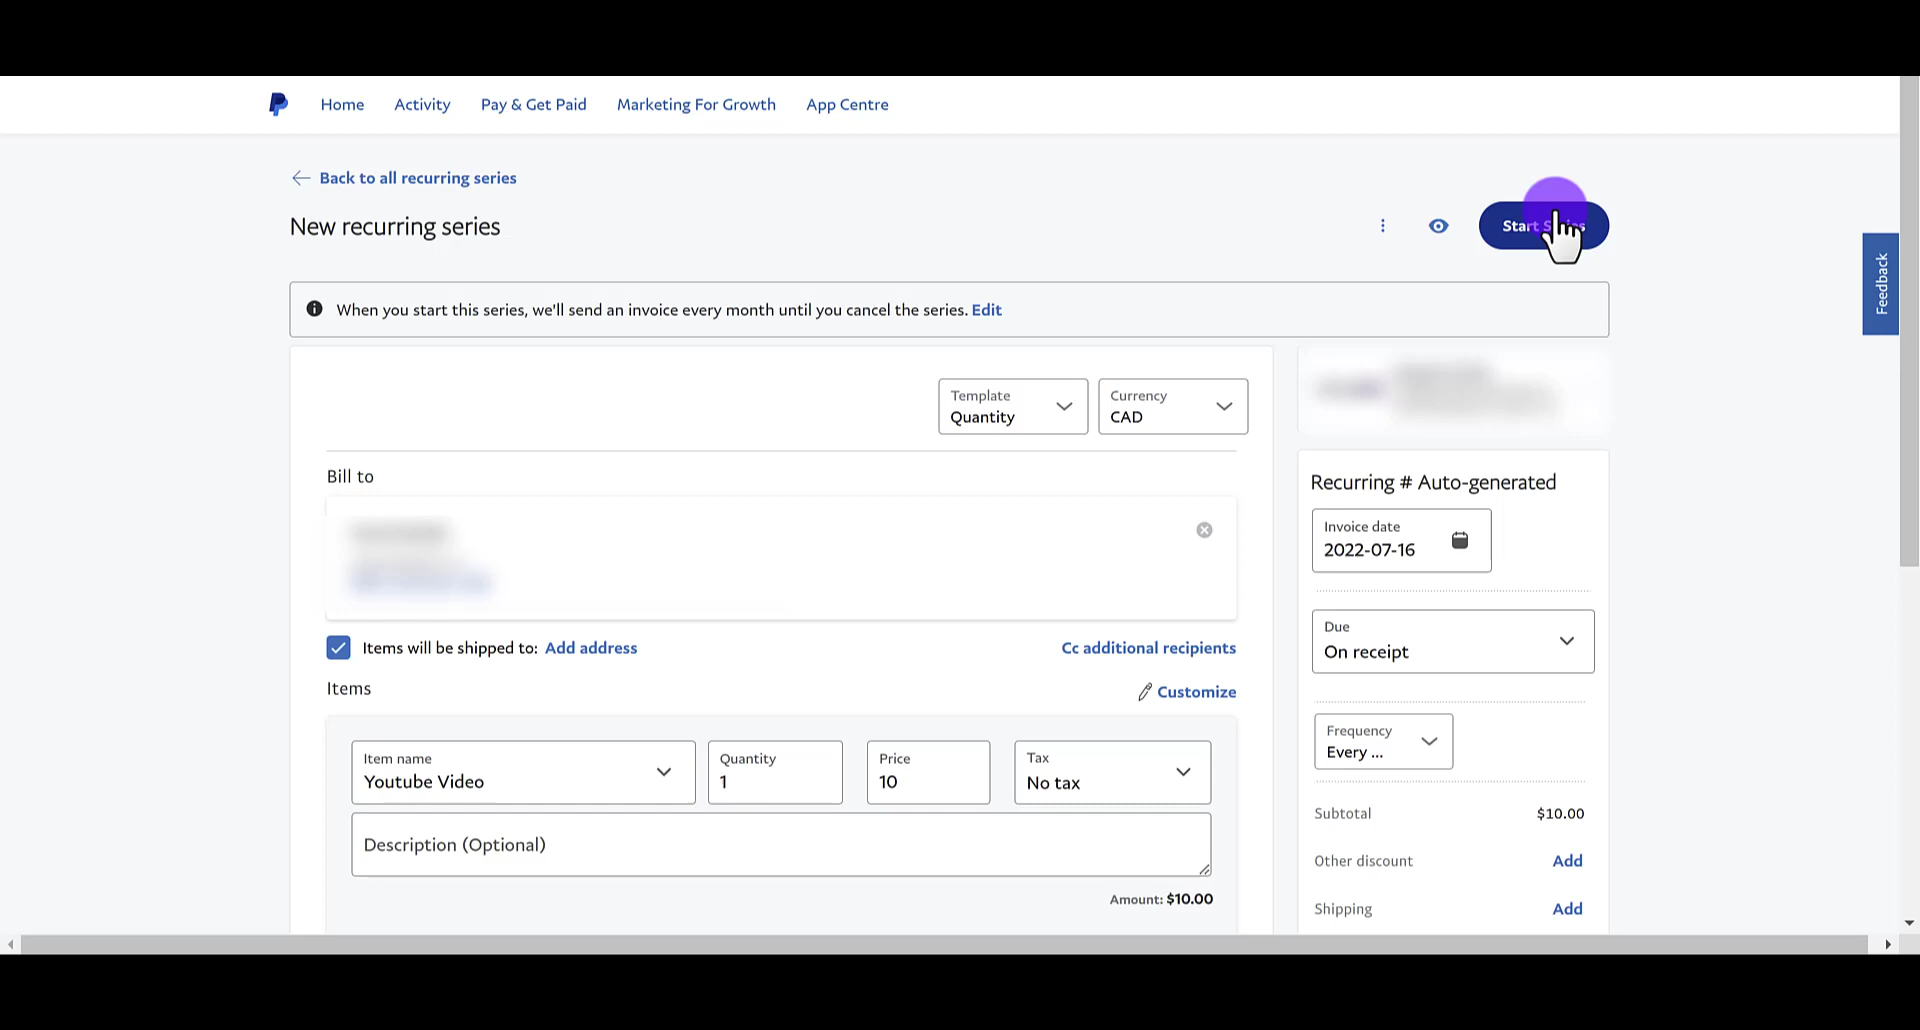 Home Activity Pay & Get Paid Marketing For Growth App Centre
Back to all recurring series
New recurring series
Start
Feedback
When you start this series, we'll send an invoice every month until you cancel the series. Edit
Template
Quantity
Currency
CAD
Bill to
Items will be shipped to: Add address
Cc additional recipients
Items
Customize
Item name
Youtube Video
Quantity
1
Price
10
Tax
No tax
Description (Optional)
Amount: $10.00
Recurring # Auto-generated
Invoice date
2022-07-16
Due
On receipt
Frequency
Every ...
Subtotal $10.00
Other discount Add
Shipping Add